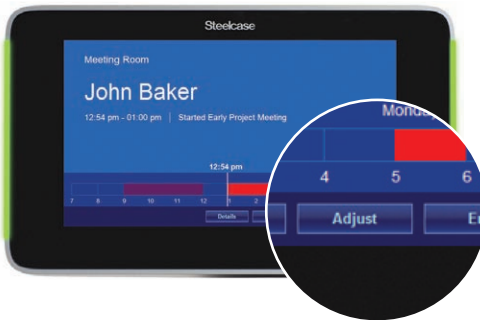 Steelcase
Meeting Room
John Baker
12:54 pm - 01:00 pm | Started Early Project Meeting
12:54 pm
7 8 9 10 11 12 1 2
Details
Monday
4 5 6
Adjust